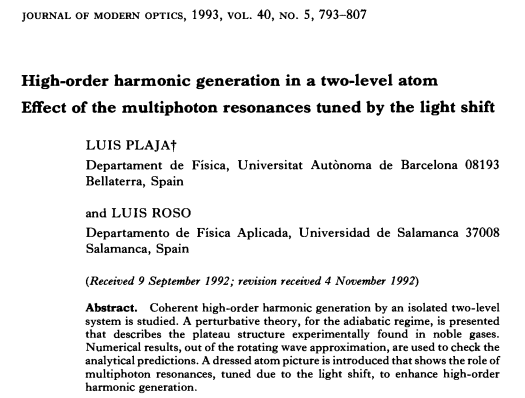 JOURNAL OF MODERN OPTICS, 1993, VOL. 40, NO. 5, 793–807
High-order harmonic generation in a two-level atom
Effect of the multiphoton resonances tuned by the light shift
LUIS PLAJA†
Departament de Física, Universitat Autònoma de Barcelona 08193
Bellaterra, Spain
and LUIS ROSO
Departamento de Física Aplicada, Universidad de Salamanca 37008
Salamanca, Spain
(Received 9 September 1992; revision received 4 November 1992)
Abstract. Coherent high-order harmonic generation by an isolated two-level
system is studied. A perturbative theory, for the adiabatic regime, is presented
that describes the plateau structure experimentally found in noble gases.
Numerical results, out of the rotating wave approximation, are used to check the
analytical predictions. A dressed atom picture is introduced that shows the role of
multiphoton resonances, tuned due to the light shift, to enhance high-order
harmonic generation.